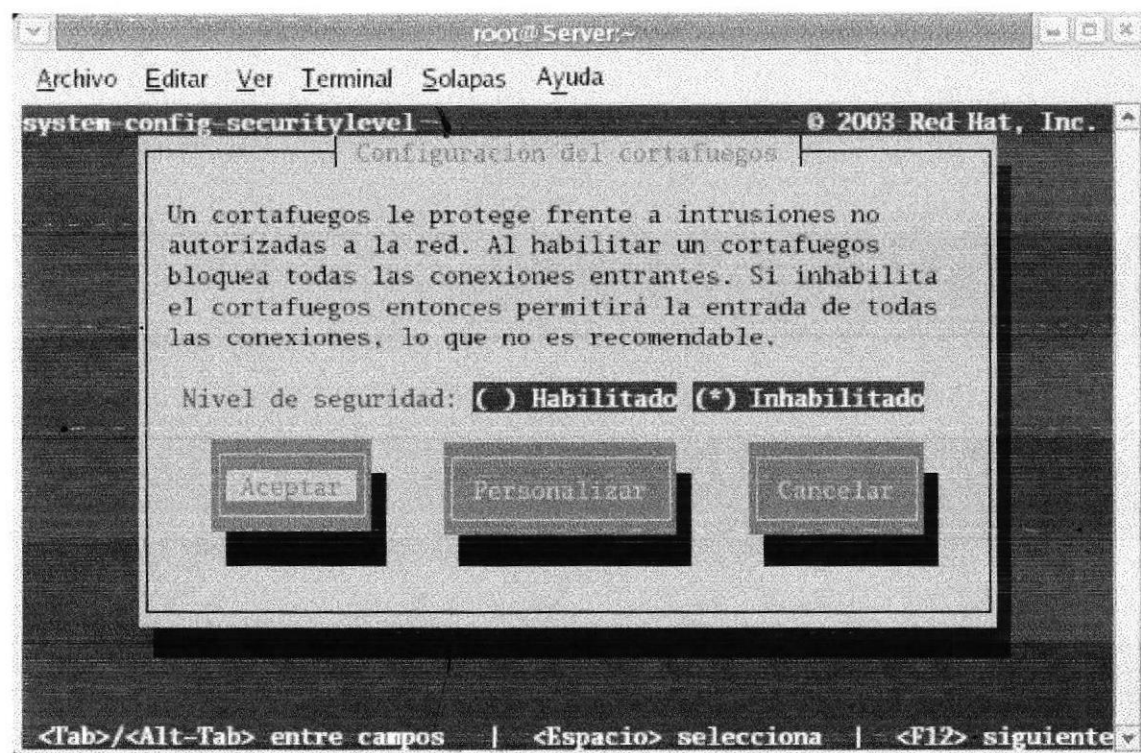 root@Server:~
Archivo Editar Ver Terminal Solapas Ayuda
system-config-securitylevel © 2003 Red Hat, Inc.
Configuración del cortafuegos
Un cortafuegos le protege frente a intrusiones no
autorizadas a la red. Al habilitar un cortafuegos
bloquea todas las conexiones entrantes. Si inhabilita
el cortafuegos entonces permitirá la entrada de todas
las conexiones, lo que no es recomendable.
Nivel de seguridad: ( ) Habilitado (*) Inhabilitado
Aceptar Personalizar Cancelar
<Tab>/<Alt-Tab> entre campos | <Espacio> selecciona | <F12> siguiente